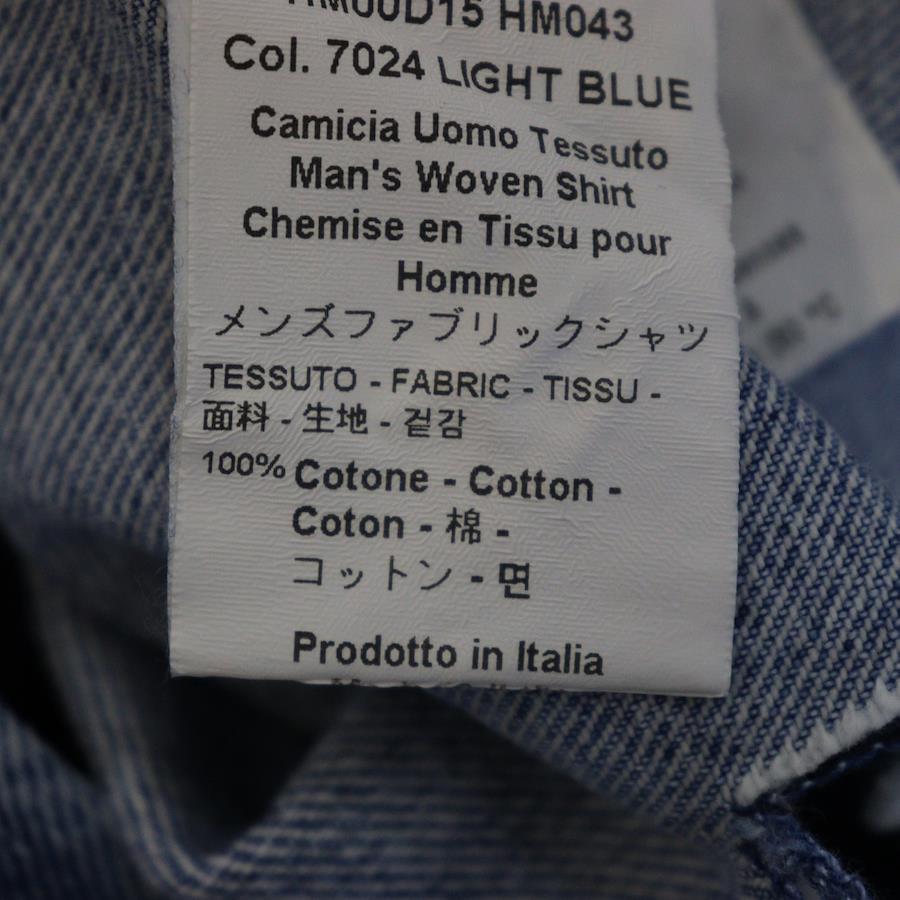 HM043
Col. 7024 LIGHT BLUE
Camicia Uomo Tessuto
Man's Woven Shirt
Chemise en Tissu pour
Homme
メンズファブリックシャツ
TESSUTO - FABRIC - TISSU -
面料 - 生地 - 겉감
100% Cotone - Cotton -
Coton - 棉 -
コットン - 면
Prodotto in Italia